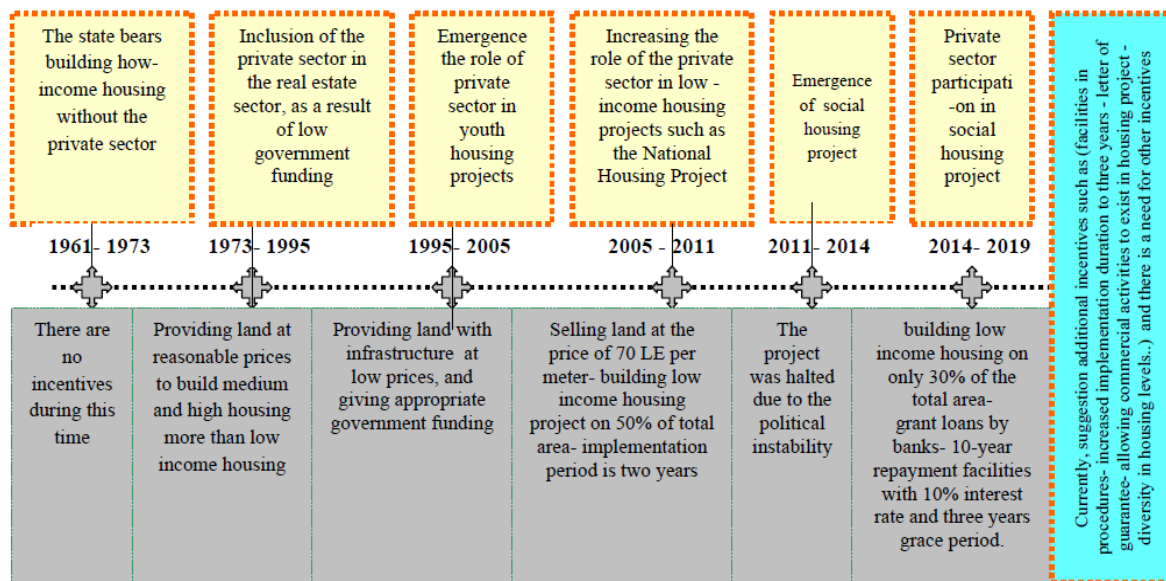 The state bears
building how-
income housing
without the
private sector
Inclusion of the
private sector in
the real estate
sector, as a result
of low
government
funding
Emergence
the role of
private
sector in
youth
housing
projects
Increasing the
role of the private
sector in low -
income housing
projects such as
the National
Housing Project
Emergence
of social
housing
project
Private
sector
participati
-on in
social
housing
project
1961- 1973
1973- 1995
1995- 2005
2005 - 2011
2011- 2014
2014- 2019
There are
no
incentives
during this
time
Providing land at
reasonable prices
to build medium
and high housing
more than low
income housing
Providing land with
infrastructure at
low prices, and
giving appropriate
government funding
Selling land at the
price of 70 LE per
meter- building low
income housing
project on 50% of total
area- implementation
period is two years
The
project
was halted
due to the
political
instability
building low
income housing on
only 30% of the
total area-
grant loans by
banks- 10-year
repayment facilities
with 10% interest
rate and three years
grace period.
Currently, suggestion additional incentives such as (facilities in
procedures- increased implementation duration to three years - letter of
guarantee- allowing commercial activities to exist in housing project -
diversity in housing levels..) and there is a need for other incentives